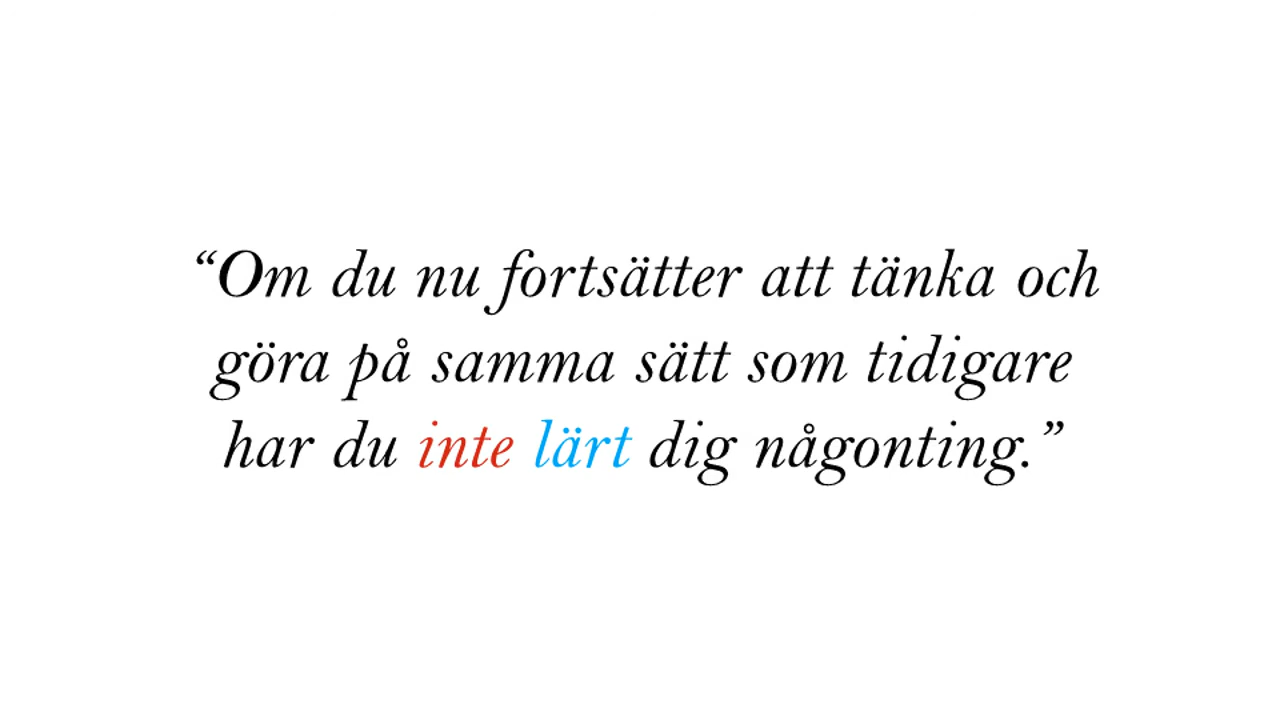 “Om du nu fortsätter att tänka och
göra på samma sätt som tidigare
har du inte lärt dig någonting.”